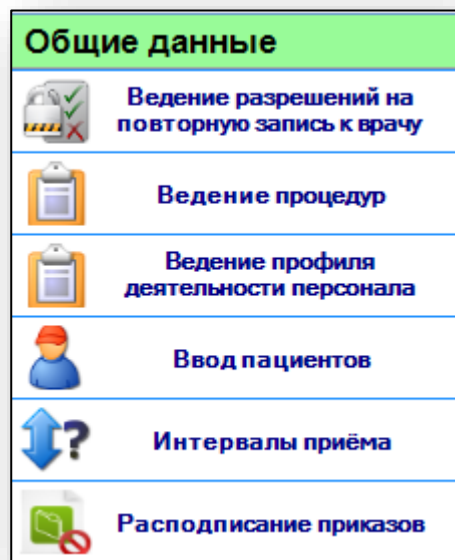 Общие данные
Ведение разрешений на
повторную запись к врачу
Ведение процедур
Ведение профиля
деятельности персонала
Ввод пациентов
Интервалы приёма
Расподписание приказов